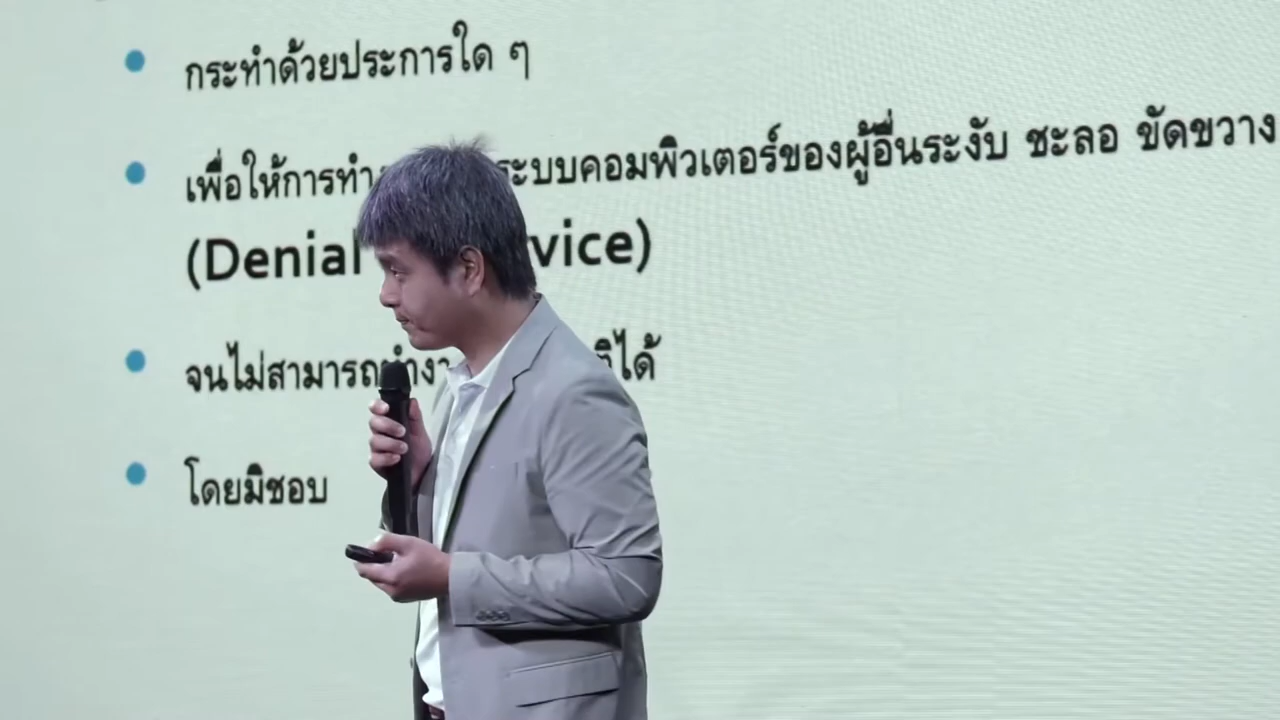 กระทำด้วยประการใด ๆ
เพื่อให้การทำ ระบบคอมพิวเตอร์ของผู้อื่นระงับ ชะลอ ขัดขวาง
(Denial vice)
จนไม่สามารถทำงา ได้
โดยมิชอบ